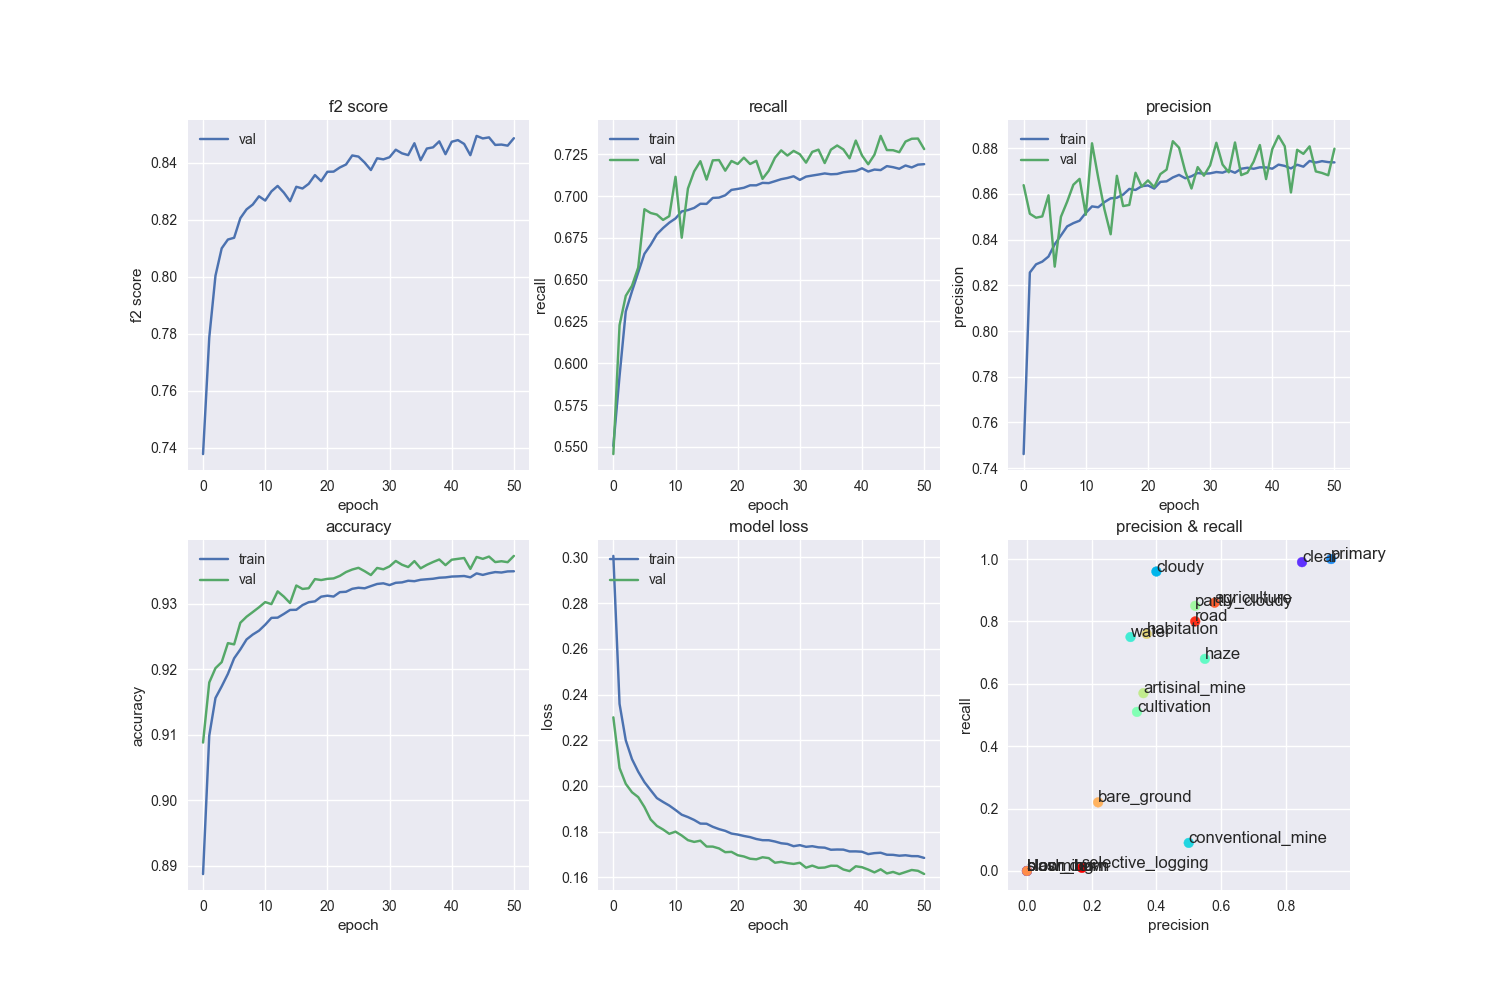 f2 score
val
0.84
0.82
0.80
0.78
0.76
0.74
f2 score
0 10 20 30 40 50
epoch
recall
train
val
0.725
0.700
0.675
0.650
0.625
0.600
0.575
0.550
recall
0 10 20 30 40 50
epoch
precision
train
val
0.88
0.86
0.84
0.82
0.80
0.78
0.76
0.74
precision
0 10 20 30 40 50
epoch
accuracy
train
val
0.93
0.92
0.91
0.90
0.89
accuracy
0 10 20 30 40 50
epoch
model loss
train
val
0.30
0.28
0.26
0.24
0.22
0.20
0.18
0.16
loss
0 10 20 30 40 50
epoch
precision & recall
1.0
0.8
0.6
0.4
0.2
0.0
recall
primary
clear
cloudy
agriculture
partly_cloudy
road
habitation
water
haze
artisinal_mine
cultivation
bare_ground
conventional_mine
selective_logging
0.0 0.2 0.4 0.6 0.8
precision